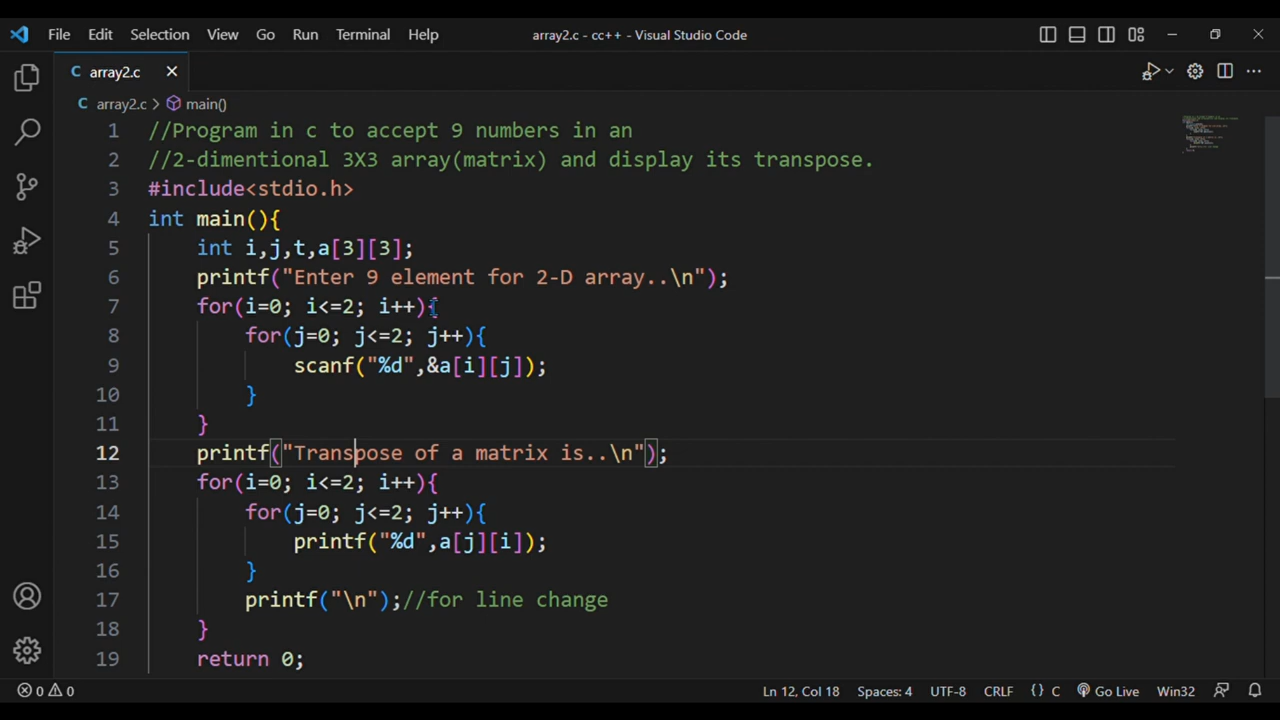 File Edit Selection View Go Run Terminal Help array2.c - cc++ - Visual Studio Code
C array2.c
C array2.c > main()
1 //Program in c to accept 9 numbers in an
2 //2-dimentional 3X3 array(matrix) and display its transpose.
3 #include<stdio.h>
4 int main(){
5     int i,j,t,a[3][3];
6     printf("Enter 9 element for 2-D array..\n");
7     for(i=0; i<=2; i++){
8         for(j=0; j<=2; j++){
9             scanf("%d",&a[i][j]);
10         }
11     }
12     printf("Transpose of a matrix is..\n");
13     for(i=0; i<=2; i++){
14         for(j=0; j<=2; j++){
15             printf("%d",a[j][i]);
16         }
17         printf("\n");//for line change
18     }
19     return 0;
0 0 Ln 12, Col 18 Spaces: 4 UTF-8 CRLF {} C Go Live Win32